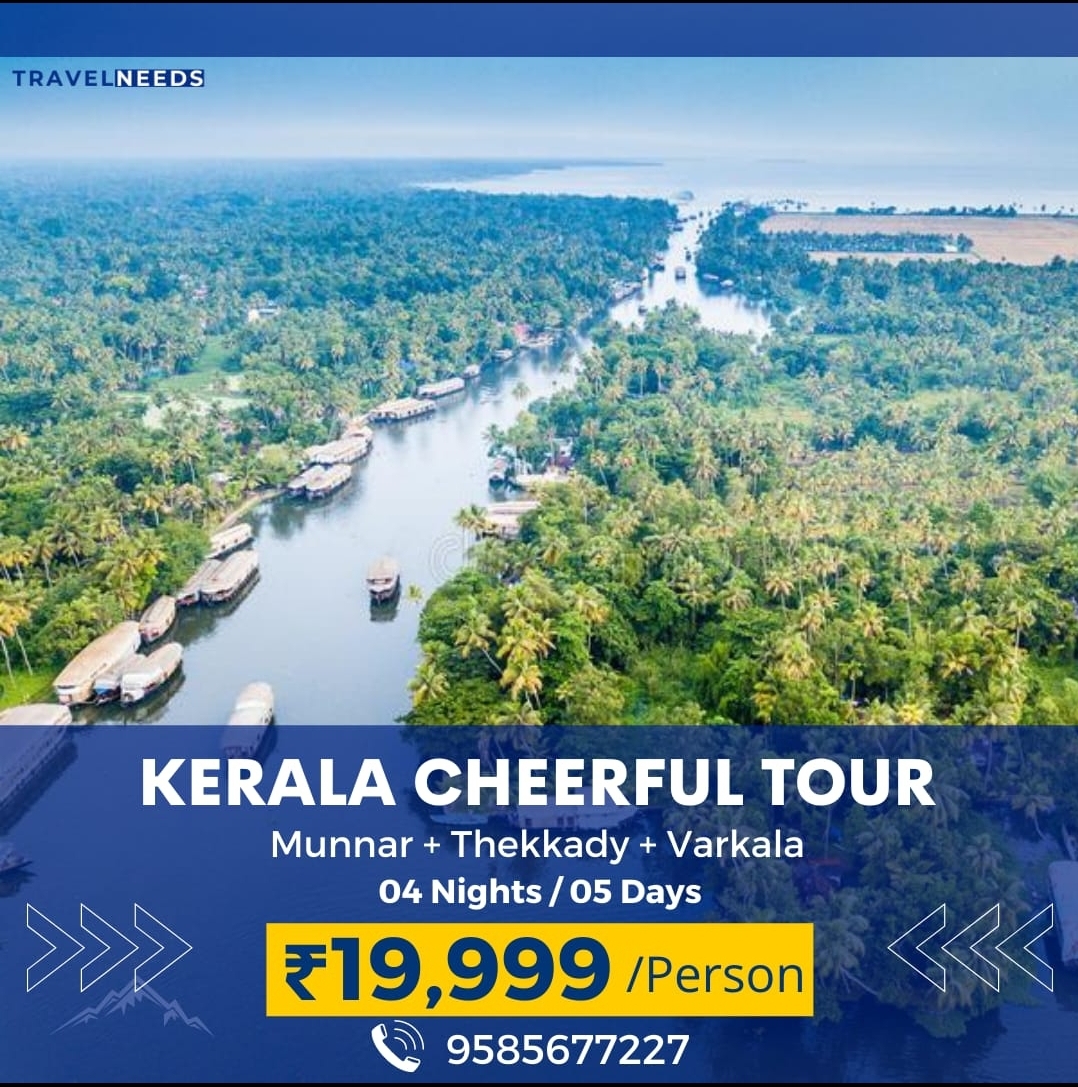 TRAVELNEEDS
KERALA CHEERFUL TOUR
Munnar + Thekkady + Varkala
04 Nights / 05 Days
₹19,999 /Person
9585677227